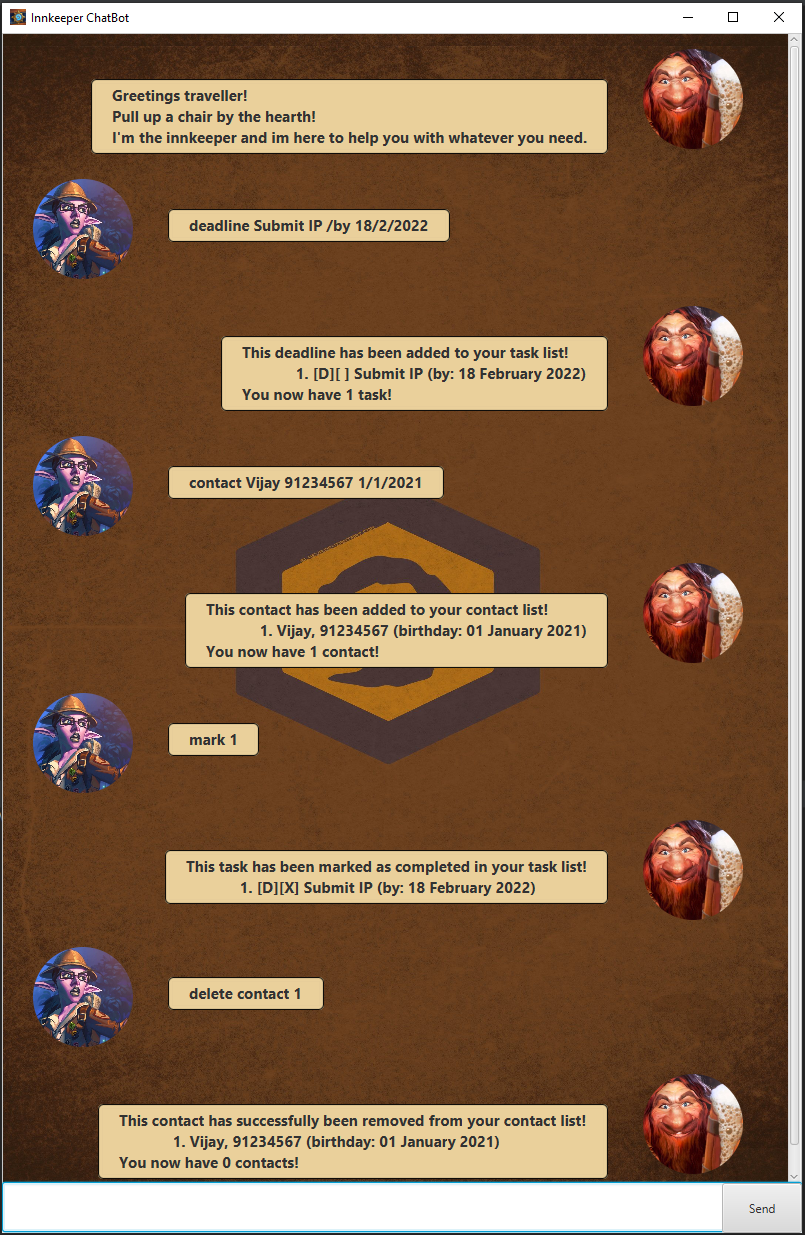 Innkeeper ChatBot
Greetings traveller!
Pull up a chair by the hearth!
I'm the innkeeper and im here to help you with whatever you need.
deadline Submit IP /by 18/2/2022
This deadline has been added to your task list!
1. [D][ ] Submit IP (by: 18 February 2022)
You now have 1 task!
contact Vijay 91234567 1/1/2021
This contact has been added to your contact list!
1. Vijay, 91234567 (birthday: 01 January 2021)
You now have 1 contact!
mark 1
This task has been marked as completed in your task list!
1. [D][X] Submit IP (by: 18 February 2022)
delete contact 1
This contact has successfully been removed from your contact list!
1. Vijay, 91234567 (birthday: 01 January 2021)
You now have 0 contacts!
Send